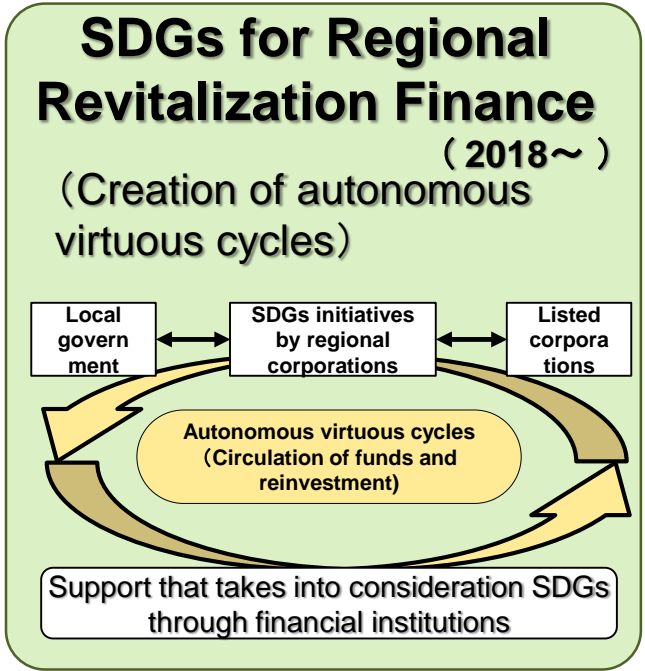 SDGs for Regional
Revitalization Finance
（ 2018～ ）
（Creation of autonomous
virtuous cycles）
Local
govern
ment
SDGs initiatives
by regional
corporations
Listed
corpora
tions
Autonomous virtuous cycles
（Circulation of funds and
reinvestment)
Support that takes into consideration SDGs
through financial institutions